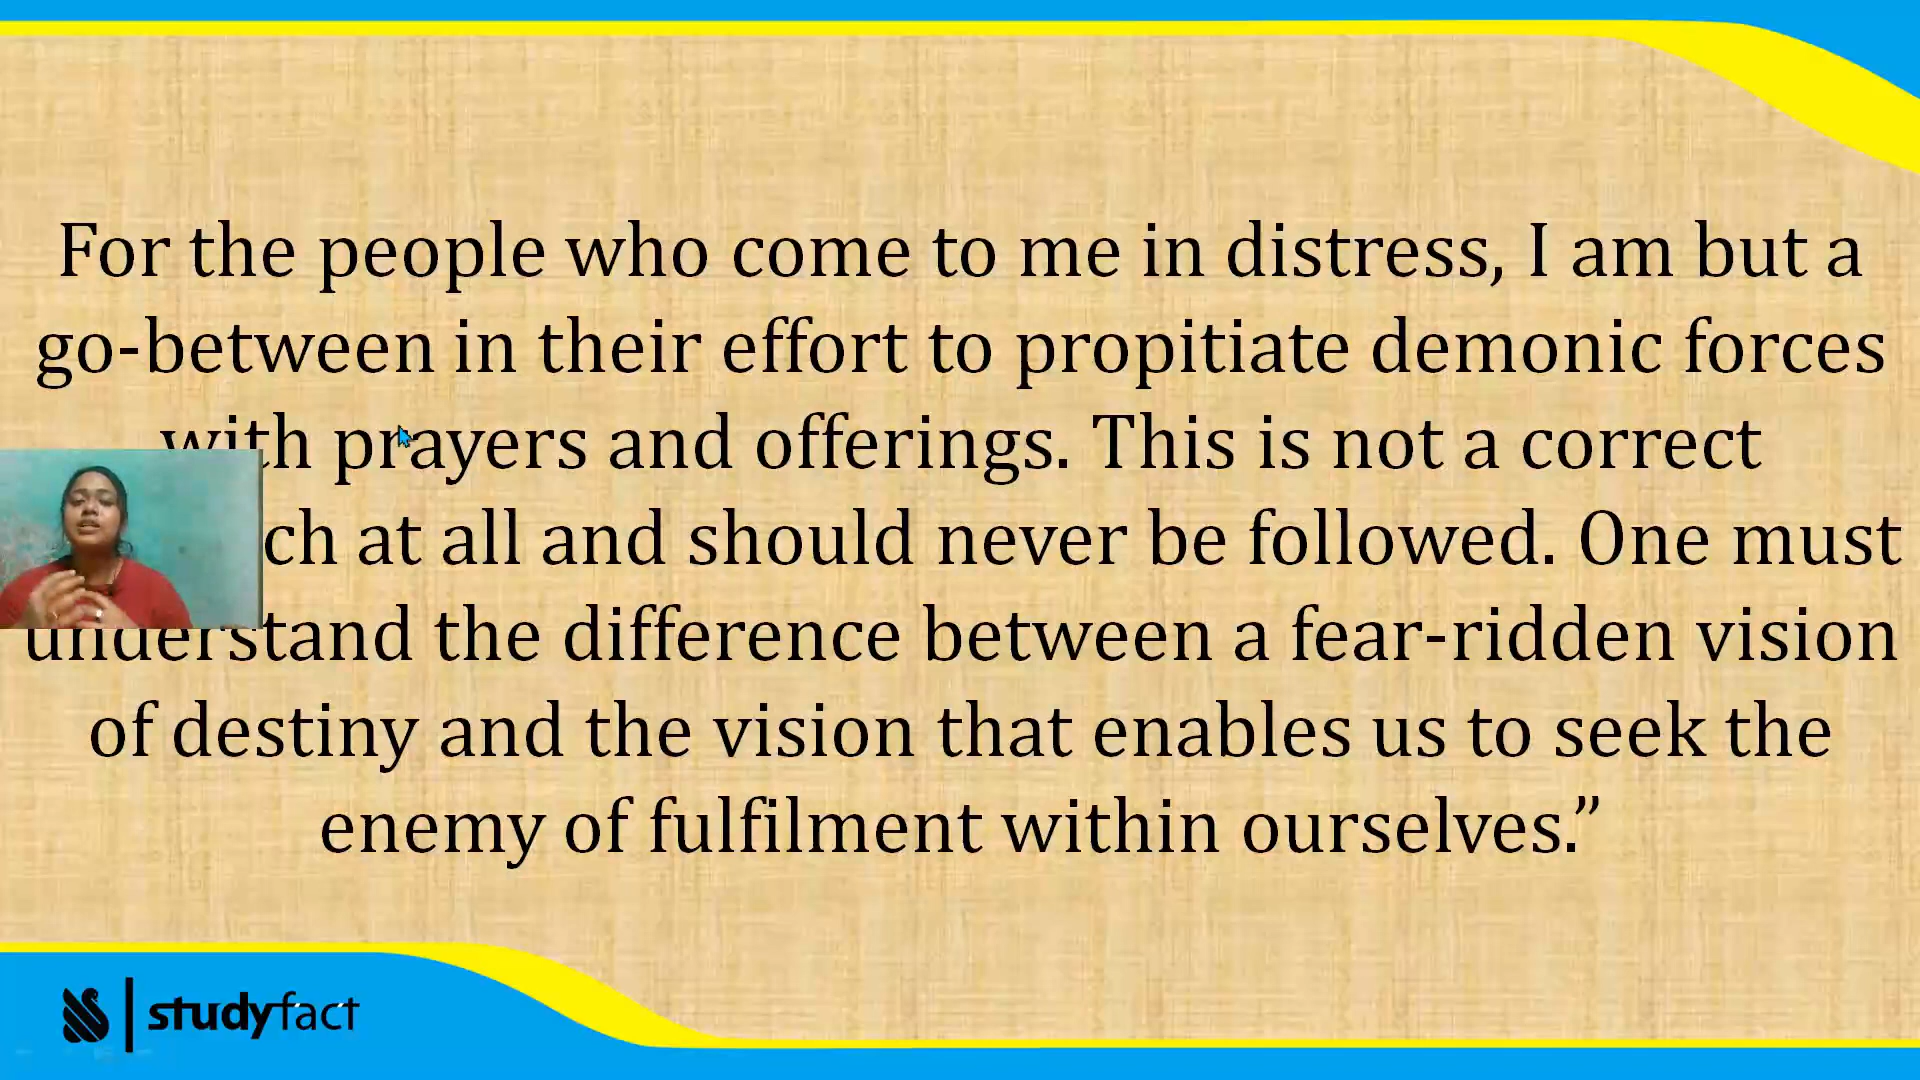 For the people who come to me in distress, I am but a
go-between in their effort to propitiate demonic forces
with prayers and offerings. This is not a correct
at all and should never be followed. One must
understand the difference between a fear-ridden vision
of destiny and the vision that enables us to seek the
enemy of fulfilment within ourselves.”
studyfact